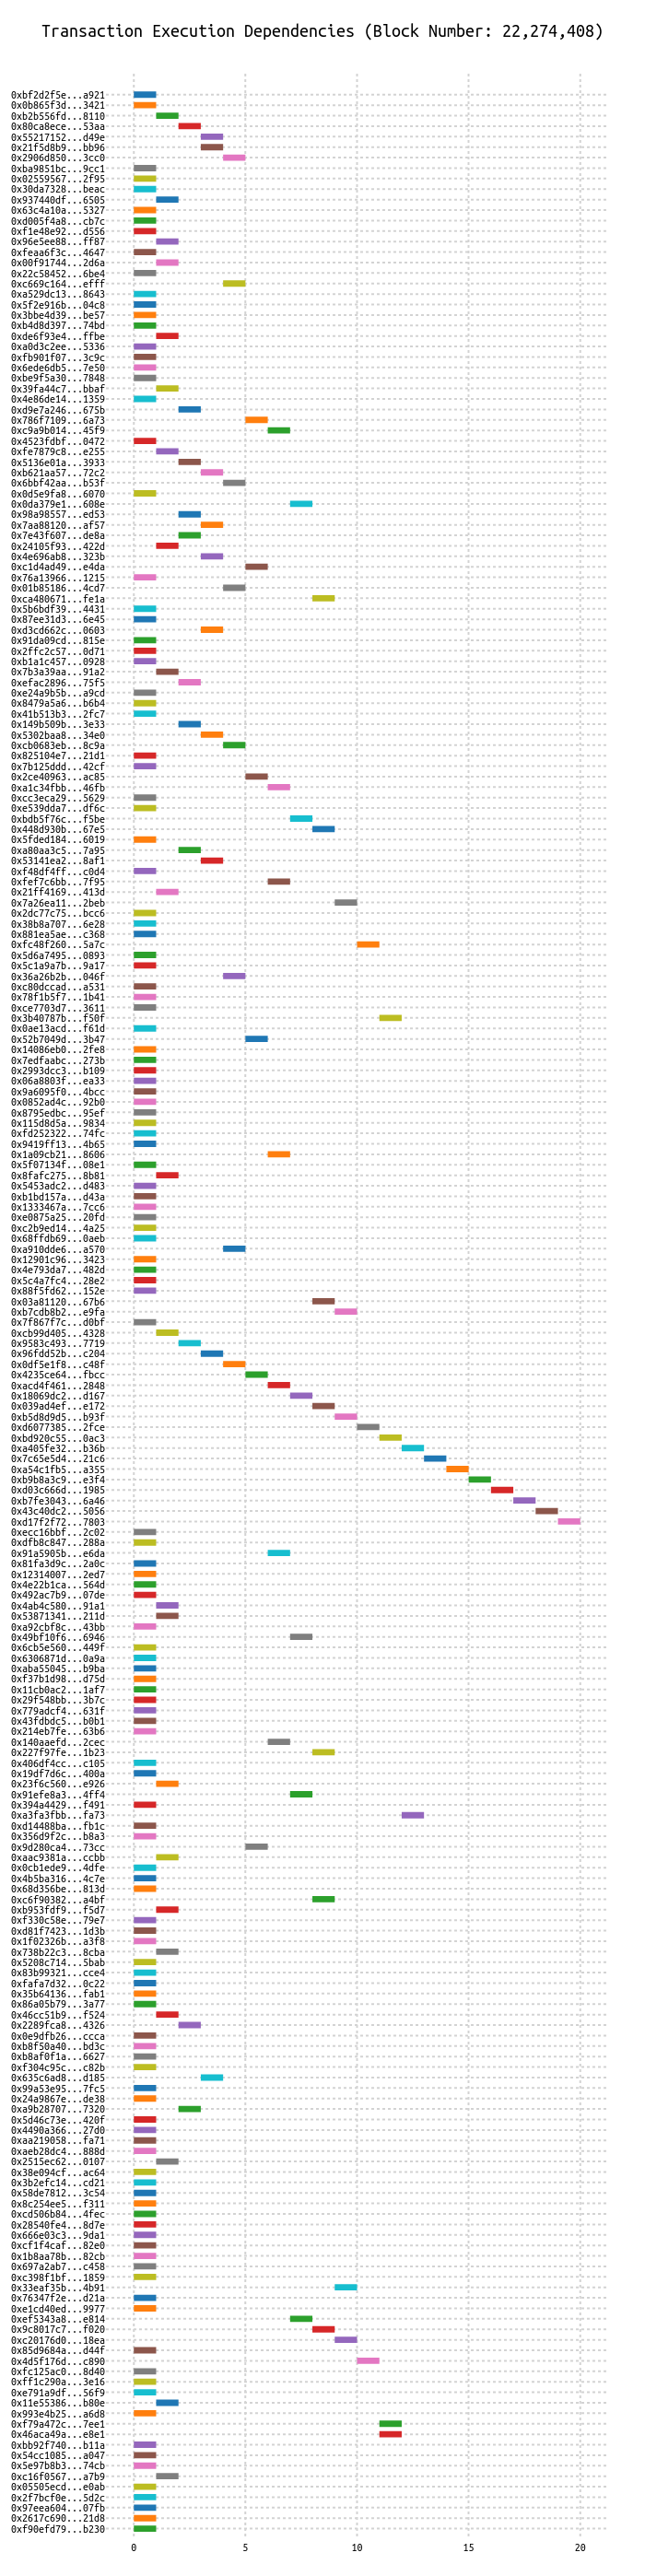 Transaction Execution Dependencies (Block Number: 22,274,408)
0xbf2d2f5e...a921
0x0b865f3d...3421
0xb2b556fd...8110
0x80ca8ece...53aa
0x55217152...d49e
0x21f5d8b9...bb96
0x2906d850...3cc0
0xba9851bc...9cc1
0x02559567...2f95
0x30da7328...beac
0x937440df...6505
0x63c4a10a...5327
0xd005f4a8...cb7c
0xf1e48e92...d556
0x96e5ee88...ff87
0xfeaa6f3c...4647
0x00f91744...2d6a
0x22c58452...6be4
0xc669c164...efff
0xa529dc13...8643
0x5f2e916b...04c8
0x3bbe4d39...be57
0xb4d8d397...74bd
0xde6f93e4...ffbe
0xa0d3c2ee...5336
0xfb901f07...3c9c
0x6ede6db5...7e50
0xbe9f5a30...7848
0x39fa44c7...bbaf
0x4e86de14...1359
0xd9e7a246...675b
0x786f7109...6a73
0xc9a9b014...45f9
0x4523fdbf...0472
0xfe7879c8...e255
0x5136e01a...3933
0xb621aa57...72c2
0x6bbf42aa...b53f
0x0d5e9fa8...6070
0x0da379e1...608e
0x98a98557...ed53
0x7aa88120...af57
0x7e43f607...de8a
0x24105f93...422d
0x4e696ab8...323b
0xc1d4ad49...e4da
0x76a13966...1215
0x01b85186...4cd7
0xca480671...fe1a
0x5b6bdf39...4431
0x87ee31d3...6e45
0xd3cd662c...0603
0x91da09cd...815e
0x2ffc2c57...0d71
0xb1a1c457...0928
0x7b3a39aa...91a2
0xefac2896...75f5
0xe24a9b5b...a9cd
0x8479a5a6...b6b4
0x41b513b3...2fc7
0x149b509b...3e33
0x5302baa8...34e0
0xcb0683eb...8c9a
0x825104e7...21d1
0x7b125ddd...42cf
0x2ce40963...ac85
0xa1c34fbb...46fb
0xcc3eca29...5629
0xe539dda7...df6c
0xbdb5f76c...f5be
0x448d930b...67e5
0x5fded184...6019
0xa80aa3c5...7a95
0x53141ea2...8af1
0xf48df4ff...c0d4
0xfef7c6bb...7f95
0x21ff4169...413d
0x7a26ea11...2beb
0x2dc77c75...bcc6
0x38b8a707...6e28
0x881ea5ae...c368
0xfc48f260...5a7c
0x5d6a7495...0893
0x5c1a9a7b...9a17
0x36a26b2b...046f
0xc80dccad...a531
0x78f1b5f7...1b41
0xce7703d7...3611
0x3b40787b...f50f
0x0ae13acd...f61d
0x52b7049d...3b47
0x14086eb0...2fe8
0x7edfaabc...273b
0x2993dcc3...b109
0x06a8803f...ea33
0x9a6095f0...4bcc
0x0852ad4c...92b0
0x8795edbc...95ef
0x115d8d5a...9834
0xfd252322...74fc
0x9419ff13...4b65
0x1a09cb21...8606
0x5f07134f...08e1
0x8fafc275...8b81
0x5453adc2...d483
0xb1bd157a...d43a
0x1333467a...7cc6
0xe0875a25...20fd
0xc2b9ed14...4a25
0x68ffdb69...0aeb
0xa910dde6...a570
0x12901c96...3423
0x4e793da7...482d
0x5c4a7fc4...28e2
0x88f5fd62...152e
0x03a81120...67b6
0xb7cdb8b2...e9fa
0x7f867f7c...d0bf
0xcb99d405...4328
0x9583c493...7719
0x96fdd52b...c204
0x0df5e1f8...c48f
0x4235ce64...fbcc
0xacd4f461...2848
0x18069dc2...d167
0x039ad4ef...e172
0xb5d8d9d5...b93f
0xd6077385...2fce
0xbd920c55...0ac3
0xa405fe32...b36b
0x7c65e5d4...21c6
0xa54c1fb5...a355
0xb9b8a3c9...e3f4
0xd03c666d...1985
0xb7fe3043...6a46
0x43c40dc2...5056
0xd17f2f72...7803
0xecc16bbf...2c02
0xdfb8c847...288a
0x91a5905b...e6da
0x81fa3d9c...2a0c
0x12314007...2ed7
0x4e22b1ca...564d
0x492ac7b9...07de
0x4ab4c580...91a1
0x53871341...211d
0xa92cbf8c...43bb
0x49bf10f6...6946
0x6cb5e560...449f
0x6306871d...0a9a
0xaba55045...b9ba
0xf37b1d98...d75d
0x11cb0ac2...1af7
0x29f548bb...3b7c
0x779adcf4...631f
0x43fdbdc5...b0b1
0x214eb7fe...63b6
0x140aaefd...2cec
0x227f97fe...1b23
0x406df4cc...c105
0x19df7d6c...400a
0x23f6c560...e926
0x91efe8a3...4ff4
0x394a4429...f491
0xa3fa3fbb...fa73
0xd14488ba...fb1c
0x356d9f2c...b8a3
0x9d280ca4...73cc
0xaac9381a...ccbb
0x0cb1ede9...4dfe
0x4b5ba316...4c7e
0x68d356be...813d
0xc6f90382...a4bf
0xb953fdf9...f5d7
0xf330c58e...79e7
0xd81f7423...1d3b
0x1f02326b...a3f8
0x738b22c3...8cba
0x5208c714...5bab
0x83b99321...cce4
0xfafa7d32...0c22
0x35b64136...fab1
0x86a05b79...3a77
0x46cc51b9...f524
0x2289fca8...4326
0x0e9dfb26...ccca
0xb8f50a40...bd3c
0xb8af0f1a...6627
0xf304c95c...c82b
0x635c6ad8...d185
0x99a53e95...7fc5
0x24a9867e...de38
0xa9b28707...7320
0x5d46c73e...420f
0x4490a366...27d0
0xaa219058...fa71
0xaeb28dc4...888d
0x2515ec62...0107
0x38e094cf...ac64
0x3b2efc14...cd21
0x58de7812...3c54
0x8c254ee5...f311
0xcd506b84...4fec
0x28540fe4...8d7e
0x666e03c3...9da1
0xcf1f4caf...82e0
0x1b8aa78b...82cb
0x697a2ab7...c458
0xc398f1bf...1859
0x33eaf35b...4b91
0x76347f2e...d21a
0xe1cd40ed...9977
0xef5343a8...e814
0x9c8017c7...f020
0xc20176d0...18ea
0x85d9684a...d44f
0x4d5f176d...c890
0xfc125ac0...8d40
0xff1c290a...3e16
0xe791a9df...56f9
0x11e55386...b80e
0x993e4b25...a6d8
0xf79a472c...7ee1
0x46aca49a...e8e1
0xbb92f740...b11a
0x54cc1085...a047
0x5e97b8b3...74cb
0xc16f0567...a7b9
0x05505ecd...e0ab
0x2f7bcf0e...5d2c
0x97eea604...07fb
0x2617c690...21d8
0xf90efd79...b230
0 5 10 15 20